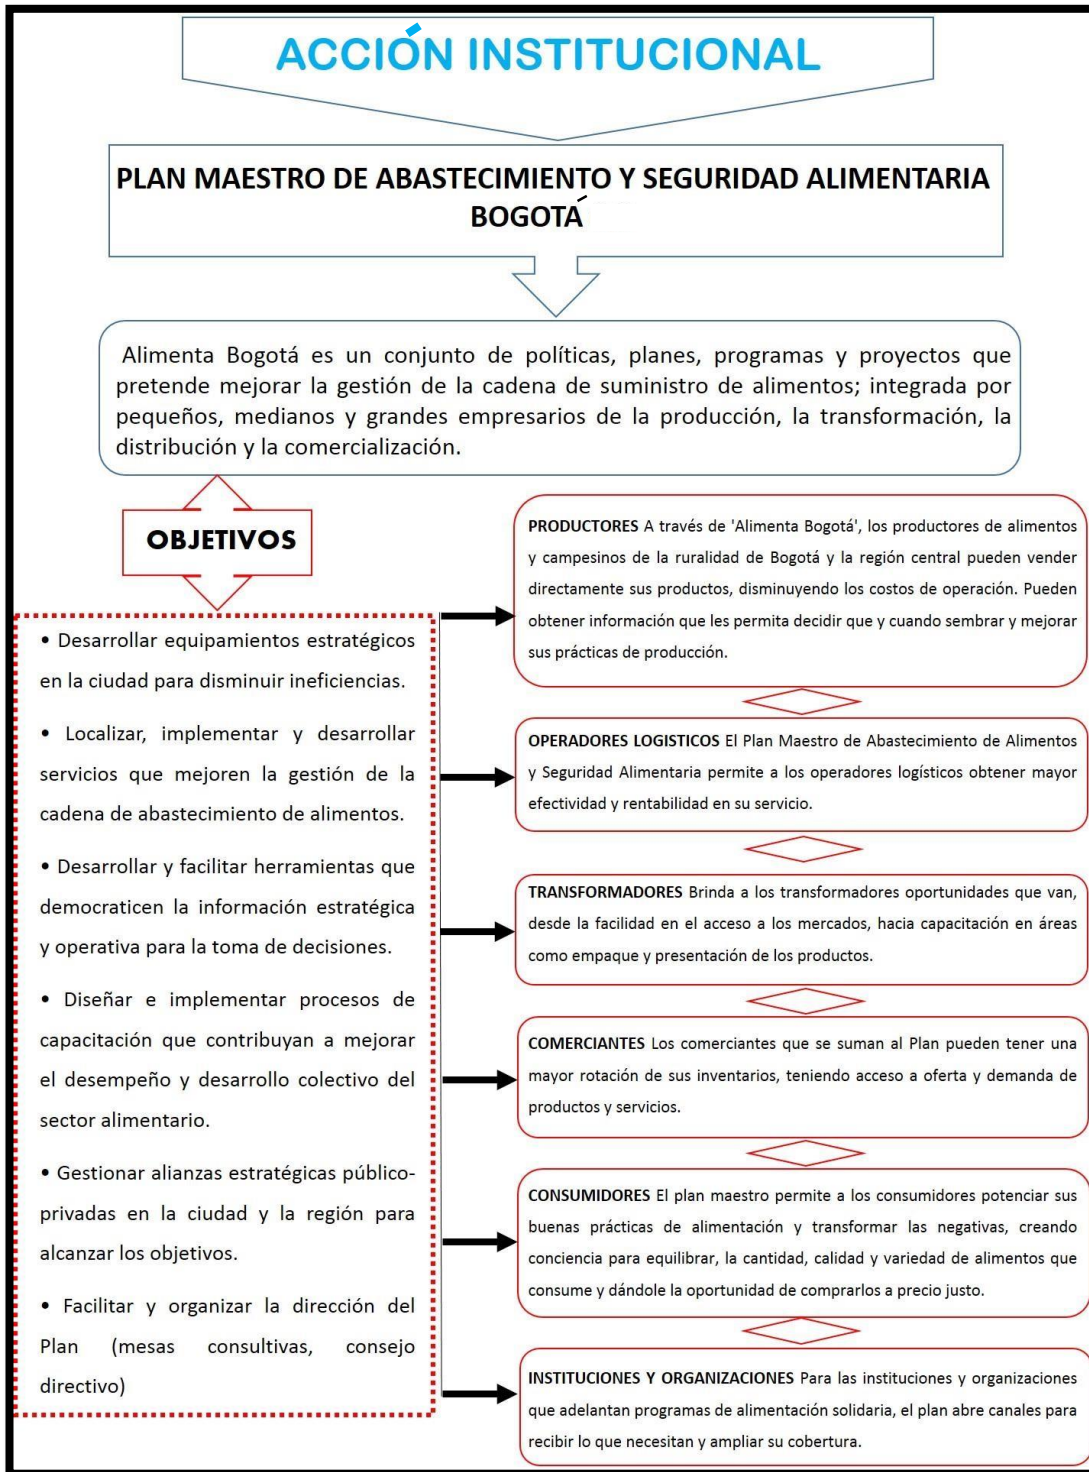 ACCIÓN INSTITUCIONAL
PLAN MAESTRO DE ABASTECIMIENTO Y SEGURIDAD ALIMENTARIA
BOGOTÁ
Alimenta Bogotá es un conjunto de políticas, planes, programas y proyectos que
pretende mejorar la gestión de la cadena de suministro de alimentos; integrada por
pequeños, medianos y grandes empresarios de la producción, la transformación, la
distribución y la comercialización.
OBJETIVOS
• Desarrollar equipamientos estratégicos
en la ciudad para disminuir ineficiencias.
• Localizar, implementar y desarrollar
servicios que mejoren la gestión de la
cadena de abastecimiento de alimentos.
• Desarrollar y facilitar herramientas que
democraticen la información estratégica
y operativa para la toma de decisiones.
• Diseñar e implementar procesos de
capacitación que contribuyan a mejorar
el desempeño y desarrollo colectivo del
sector alimentario.
• Gestionar alianzas estratégicas público-
privadas en la ciudad y la región para
alcanzar los objetivos.
• Facilitar y organizar la dirección del
Plan (mesas consultivas, consejo
directivo)
PRODUCTORES A través de 'Alimenta Bogotá', los productores de alimentos
y campesinos de la ruralidad de Bogotá y la región central pueden vender
directamente sus productos, disminuyendo los costos de operación. Pueden
obtener información que les permita decidir que y cuando sembrar y mejorar
sus prácticas de producción.
OPERADORES LOGISTICOS El Plan Maestro de Abastecimiento de Alimentos
y Seguridad Alimentaria permite a los operadores logísticos obtener mayor
efectividad y rentabilidad en su servicio.
TRANSFORMADORES Brinda a los transformadores oportunidades que van,
desde la facilidad en el acceso a los mercados, hacia capacitación en áreas
como empaque y presentación de los productos.
COMERCIANTES Los comerciantes que se suman al Plan pueden tener una
mayor rotación de sus inventarios, teniendo acceso a oferta y demanda de
productos y servicios.
CONSUMIDORES El plan maestro permite a los consumidores potenciar sus
buenas prácticas de alimentación y transformar las negativas, creando
conciencia para equilibrar, la cantidad, calidad y variedad de alimentos que
consume y dándole la oportunidad de comprarlos a precio justo.
INSTITUCIONES Y ORGANIZACIONES Para las instituciones y organizaciones
que adelantan programas de alimentación solidaria, el plan abre canales para
recibir lo que necesitan y ampliar su cobertura.